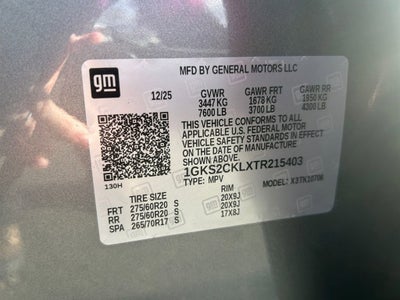 gm
MFD BY GENERAL MOTORS LLC
12/25 GVWR GAWR FRT GAWR RR
3447 KG 1678 KG 1950 KG
7600 LB 3700 LB 4300 LB
THIS VEHICLE CONFORMS TO ALL
APPLICABLE U.S. FEDERAL MOTOR
VEHICLE SAFETY STANDARDS IN EFFECT
ON THE DATE OF MANUFACTURE
SHOWN ABOVE.
1GKS2CKLXTR215403
130H TYPE: MPV MODEL: X3TK10706
TIRE SIZE RIM
FRT 275/60R20 S 20X9J
RR 275/60R20 S 20X9J
SPA 265/70R17 S 17X8J